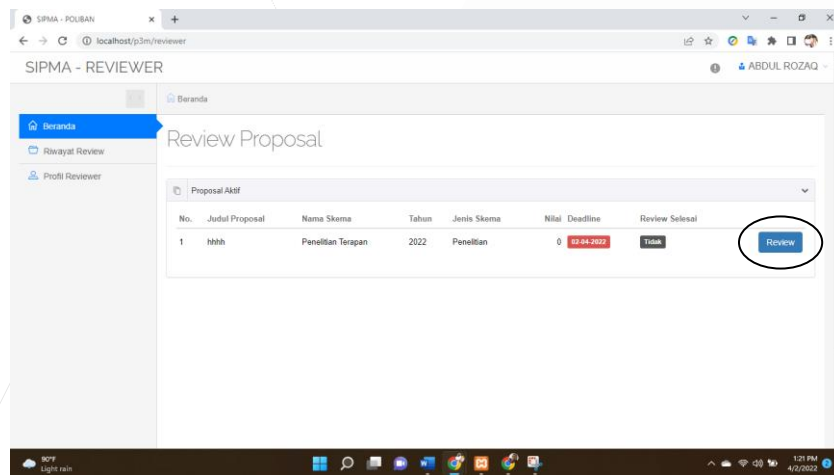 SIPMA - POLIBAN
localhost/p3m/reviewer
SIPMA - REVIEWER
ABDUL ROZAQ
Beranda
Beranda
Riwayat Review
Profil Reviewer
Review Proposal
Proposal Aktif
No. Judul Proposal Nama Skema Tahun Jenis Skema Nilai Deadline Review Selesai
1 hhhh Penelitian Terapan 2022 Penelitian 0 03-04-2022 Tidak Review
90°F
Light rain
1:21 PM
4/2/2022